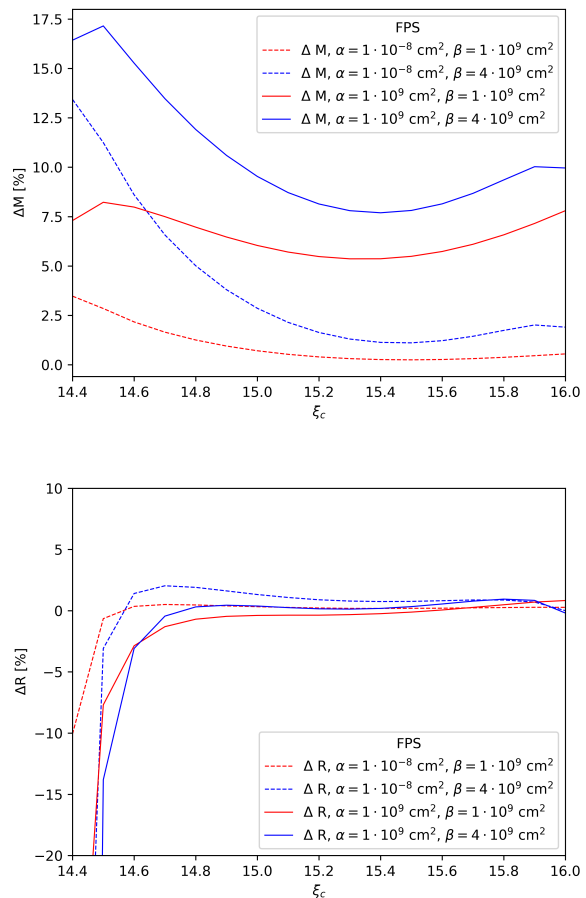 17.5
15.0
12.5
10.0
7.5
5.0
2.5
0.0
ΔM [%]
FPS
Δ M, α = 1 · 10⁻⁸ cm², β = 1 · 10⁹ cm²
Δ M, α = 1 · 10⁻⁸ cm², β = 4 · 10⁹ cm²
Δ M, α = 1 · 10⁹ cm², β = 1 · 10⁹ cm²
Δ M, α = 1 · 10⁹ cm², β = 4 · 10⁹ cm²
14.4 14.6 14.8 15.0 15.2 15.4 15.6 15.8 16.0
ξc
10
5
0
−5
−10
−15
−20
ΔR [%]
FPS
Δ R, α = 1 · 10⁻⁸ cm², β = 1 · 10⁹ cm²
Δ R, α = 1 · 10⁻⁸ cm², β = 4 · 10⁹ cm²
Δ R, α = 1 · 10⁹ cm², β = 1 · 10⁹ cm²
Δ R, α = 1 · 10⁹ cm², β = 4 · 10⁹ cm²
14.4 14.6 14.8 15.0 15.2 15.4 15.6 15.8 16.0
ξc